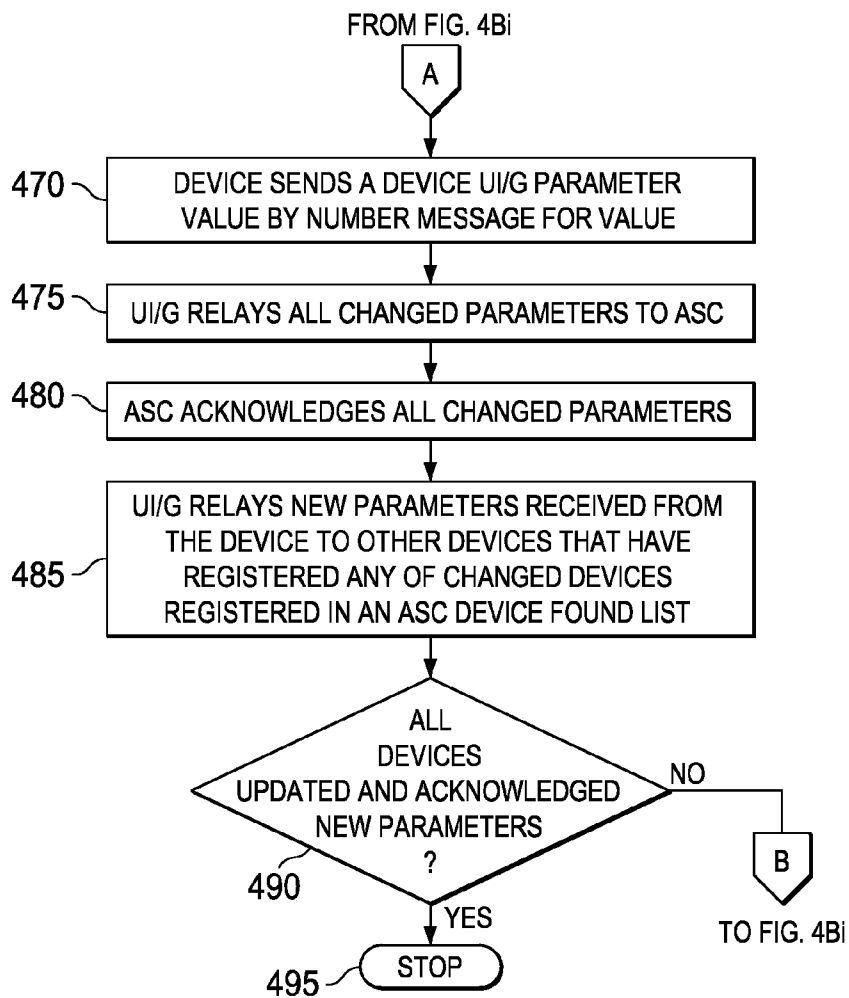 FROM FIG. 4Bi
A
470
DEVICE SENDS A DEVICE UI/G PARAMETER
VALUE BY NUMBER MESSAGE FOR VALUE
475
UI/G RELAYS ALL CHANGED PARAMETERS TO ASC
480
ASC ACKNOWLEDGES ALL CHANGED PARAMETERS
485
UI/G RELAYS NEW PARAMETERS RECEIVED FROM
THE DEVICE TO OTHER DEVICES THAT HAVE
REGISTERED ANY OF CHANGED DEVICES
REGISTERED IN AN ASC DEVICE FOUND LIST
ALL
DEVICES
UPDATED AND ACKNOWLEDGED
NEW PARAMETERS
?
490
NO
B
TO FIG. 4Bi
YES
495
STOP